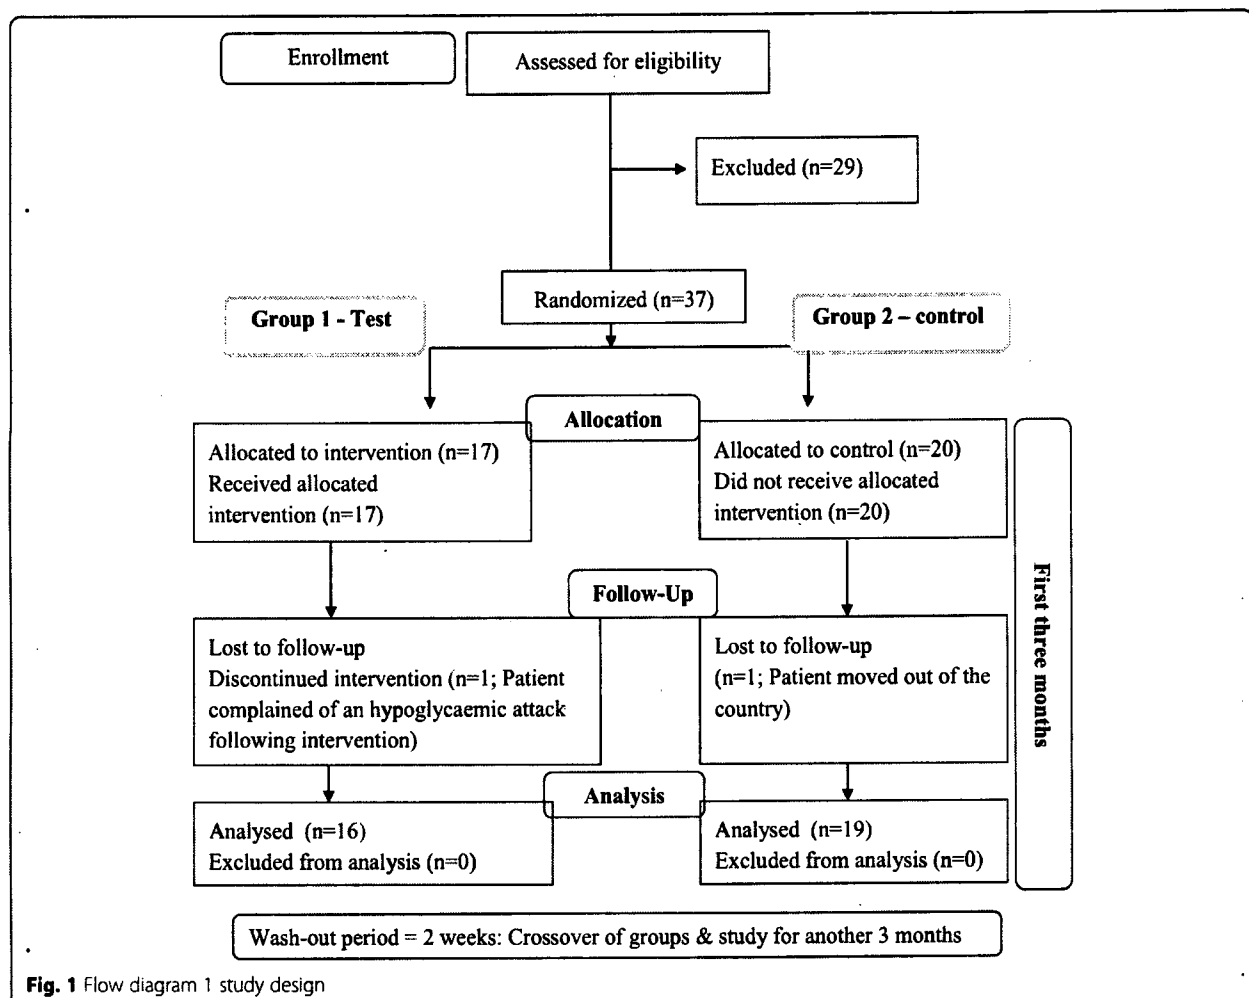 Enrollment
Assessed for eligibility
Excluded (n=29)
Randomized (n=37)
Group 1 - Test
Group 2 – control
Allocation
Allocated to intervention (n=17)
Received allocated
intervention (n=17)
Allocated to control (n=20)
Did not receive allocated
intervention (n=20)
First three months
Follow-Up
Lost to follow-up
Discontinued intervention (n=1; Patient
complained of an hypoglycaemic attack
following intervention)
Lost to follow-up
(n=1; Patient moved out of the
country)
Analysis
Analysed (n=16)
Excluded from analysis (n=0)
Analysed (n=19)
Excluded from analysis (n=0)
Wash-out period = 2 weeks: Crossover of groups & study for another 3 months
Fig. 1 Flow diagram 1 study design